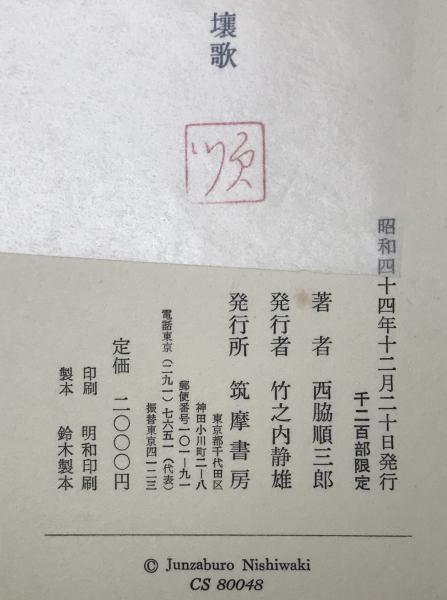 壤歌
順
昭和四十四年十二月二十日発行
千二百部限定
著者 西脇順三郎
発行者 竹之内静雄
発行所 筑摩書房
東京都千代田区
神田小川町二ー八
郵便番号一〇一ー九一
電話東京(二九一)七六五一(代表)
振替東京四一二三
定価 二〇〇〇円
印刷 明和印刷
製本 鈴木製本
© Junzaburo Nishiwaki
CS 80048